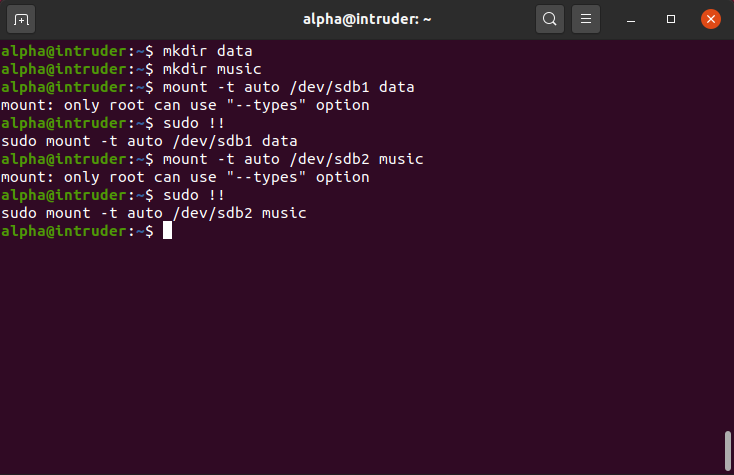 alpha@intruder: ~
alpha@intruder:~$ mkdir data
alpha@intruder:~$ mkdir music
alpha@intruder:~$ mount -t auto /dev/sdb1 data
mount: only root can use "--types" option
alpha@intruder:~$ sudo !!
sudo mount -t auto /dev/sdb1 data
alpha@intruder:~$ mount -t auto /dev/sdb2 music
mount: only root can use "--types" option
alpha@intruder:~$ sudo !!
sudo mount -t auto /dev/sdb2 music
alpha@intruder:~$